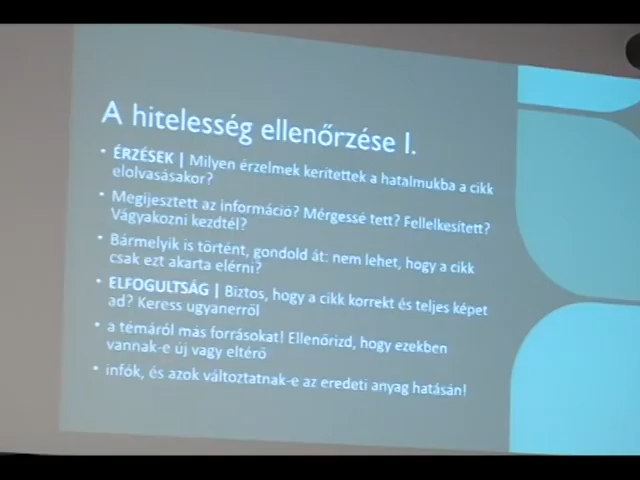 A hitelesség ellenőrzése I.
• ÉRZÉSEK | Milyen érzelmek kerítettek a hatalmukba a cikk
elolvasásakor?
• Megijesztett az információ? Mérgessé tett? Fellelkesített?
Vágyakozni kezdtél?
• Bármelyik is történt, gondold át: nem lehet, hogy a cikk
csak ezt akarta elérni?
• ELFOGULTSÁG | Biztos, hogy a cikk korrekt és teljes képet
ad? Keress ugyanerről
• a témáról más forrásokat! Ellenőrizd, hogy ezekben
vannak-e új vagy eltérő
• infók, és azok változtatnak-e az eredeti anyag hatásán!